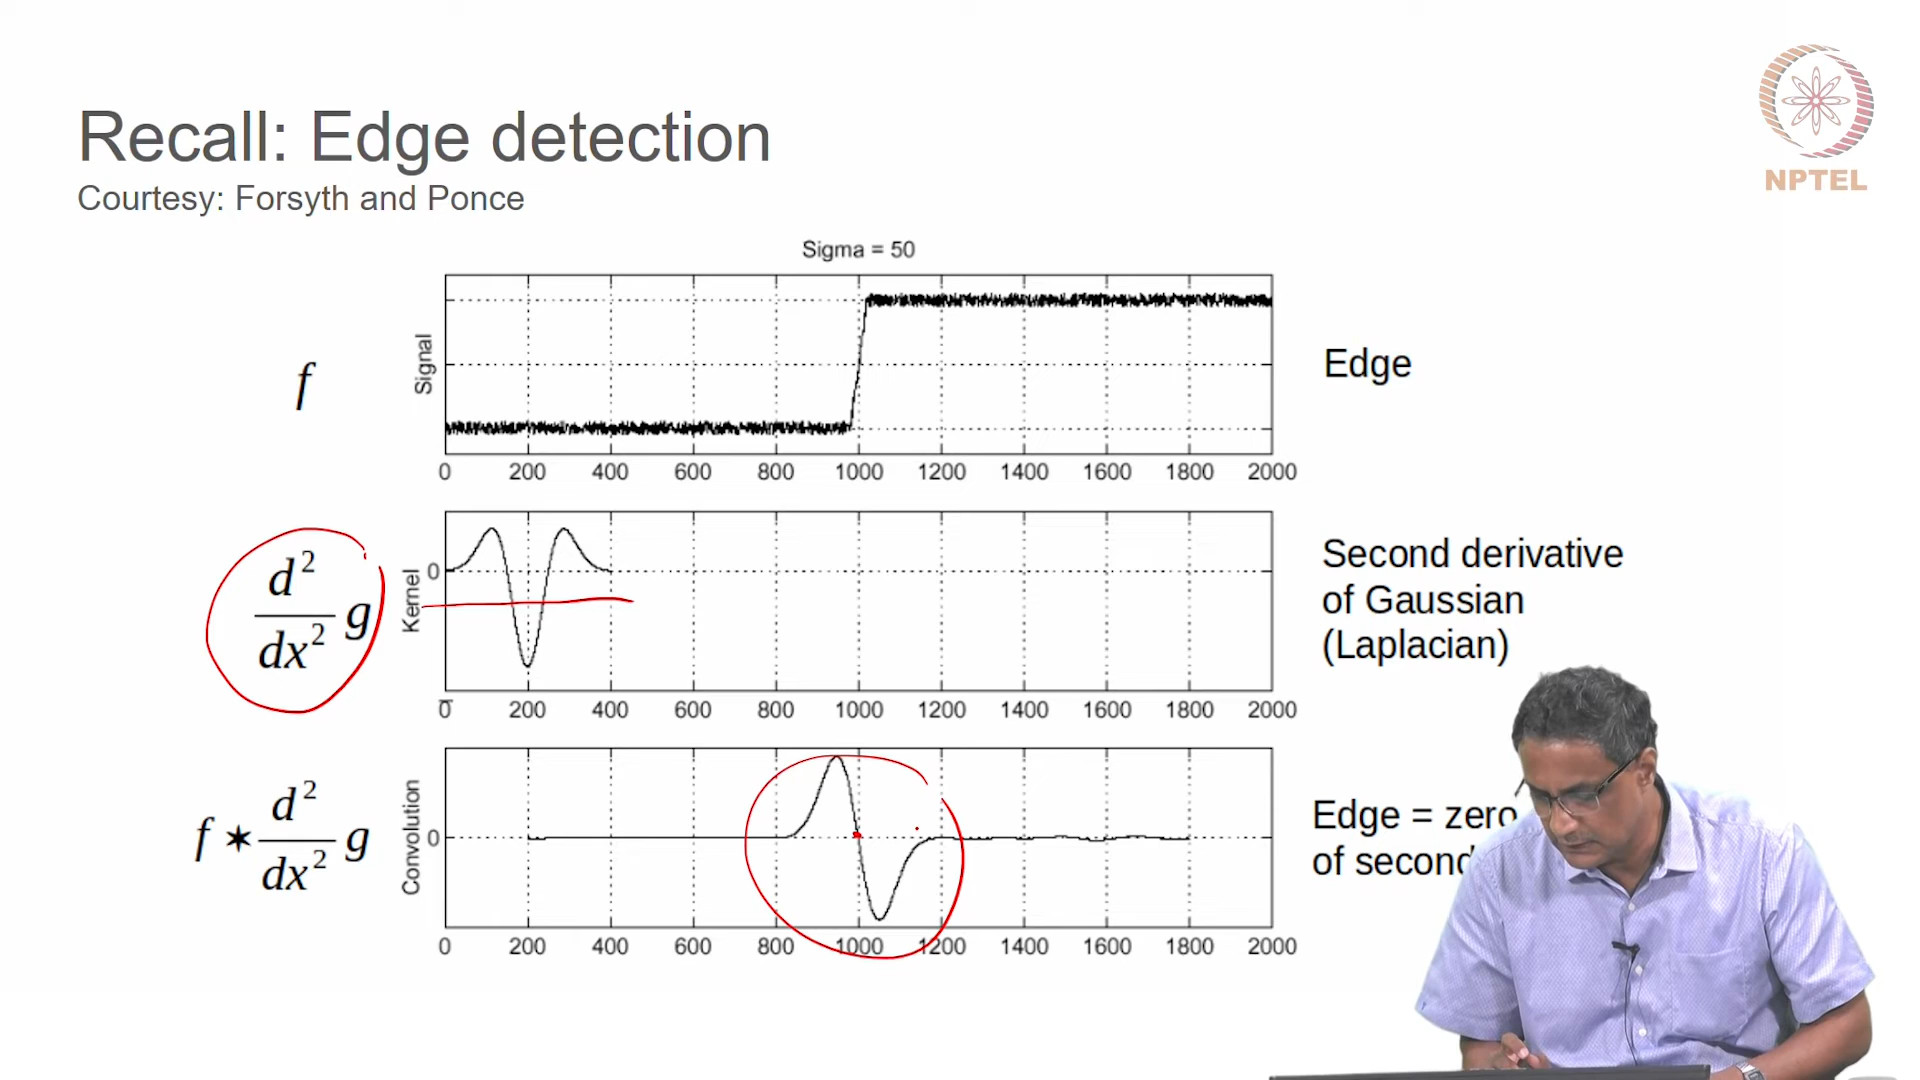 Recall: Edge detection
Courtesy: Forsyth and Ponce
NPTEL
Sigma = 50
f
Signal
Edge
0 200 400 600 800 1000 1200 1400 1600 1800 2000
d²/dx² g
Kernel
0
Second derivative
of Gaussian
(Laplacian)
0 200 400 600 800 1000 1200 1400 1600 1800 2000
f ★ d²/dx² g
Convolution
0
Edge = zero
of second
0 200 400 600 800 1000 1200 1400 1600 1800 2000